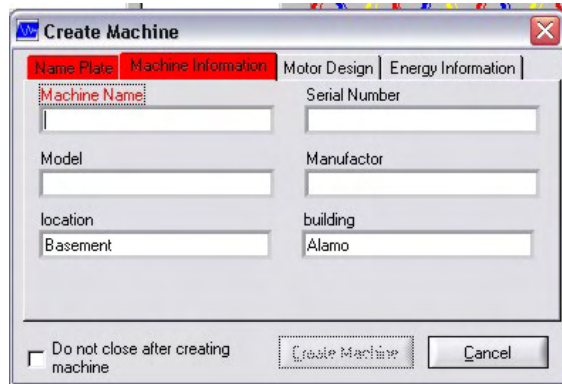 Create Machine
Name Plate Machine Information Motor Design Energy Information
Machine Name Serial Number
Model Manufactor
location building
Basement Alamo
Do not close after creating
machine
Create Machine Cancel